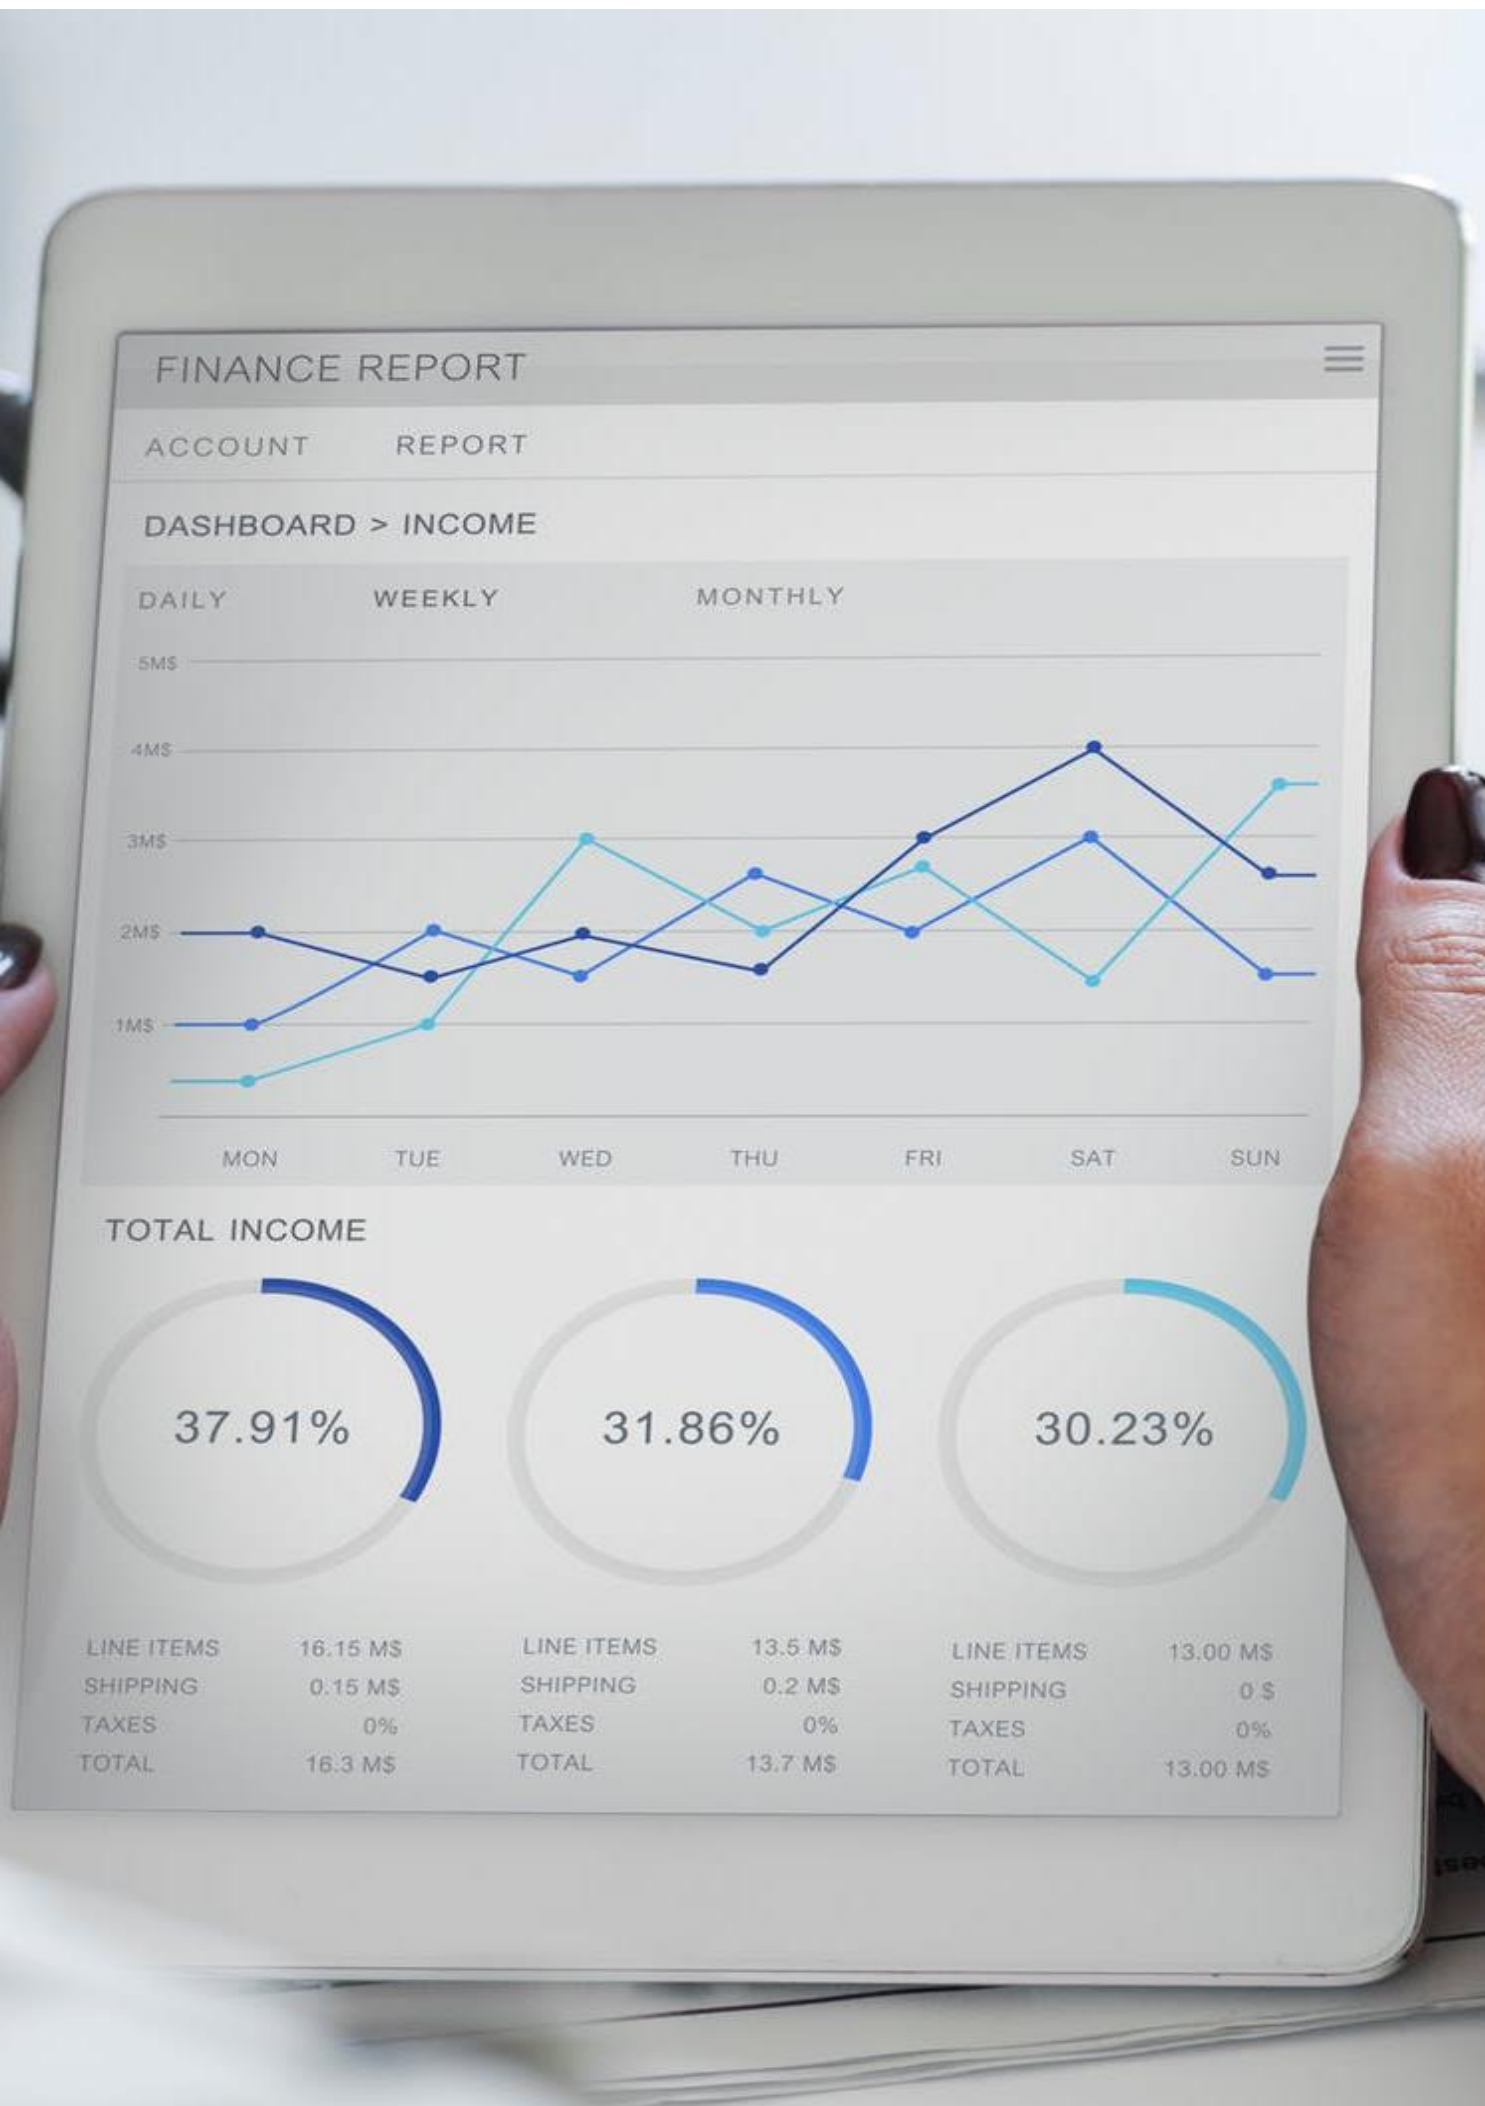 FINANCE REPORT
ACCOUNT REPORT
DASHBOARD > INCOME
DAILY WEEKLY MONTHLY
5M$
4M$
3M$
2M$
1M$
MON TUE WED THU FRI SAT SUN
TOTAL INCOME
37.91% 31.86% 30.23%
LINE ITEMS 16.15 M$ LINE ITEMS 13.5 M$ LINE ITEMS 13.00 M$
SHIPPING 0.15 M$ SHIPPING 0.2 M$ SHIPPING 0 $
TAXES 0% TAXES 0% TAXES 0%
TOTAL 16.3 M$ TOTAL 13.7 M$ TOTAL 13.00 M$